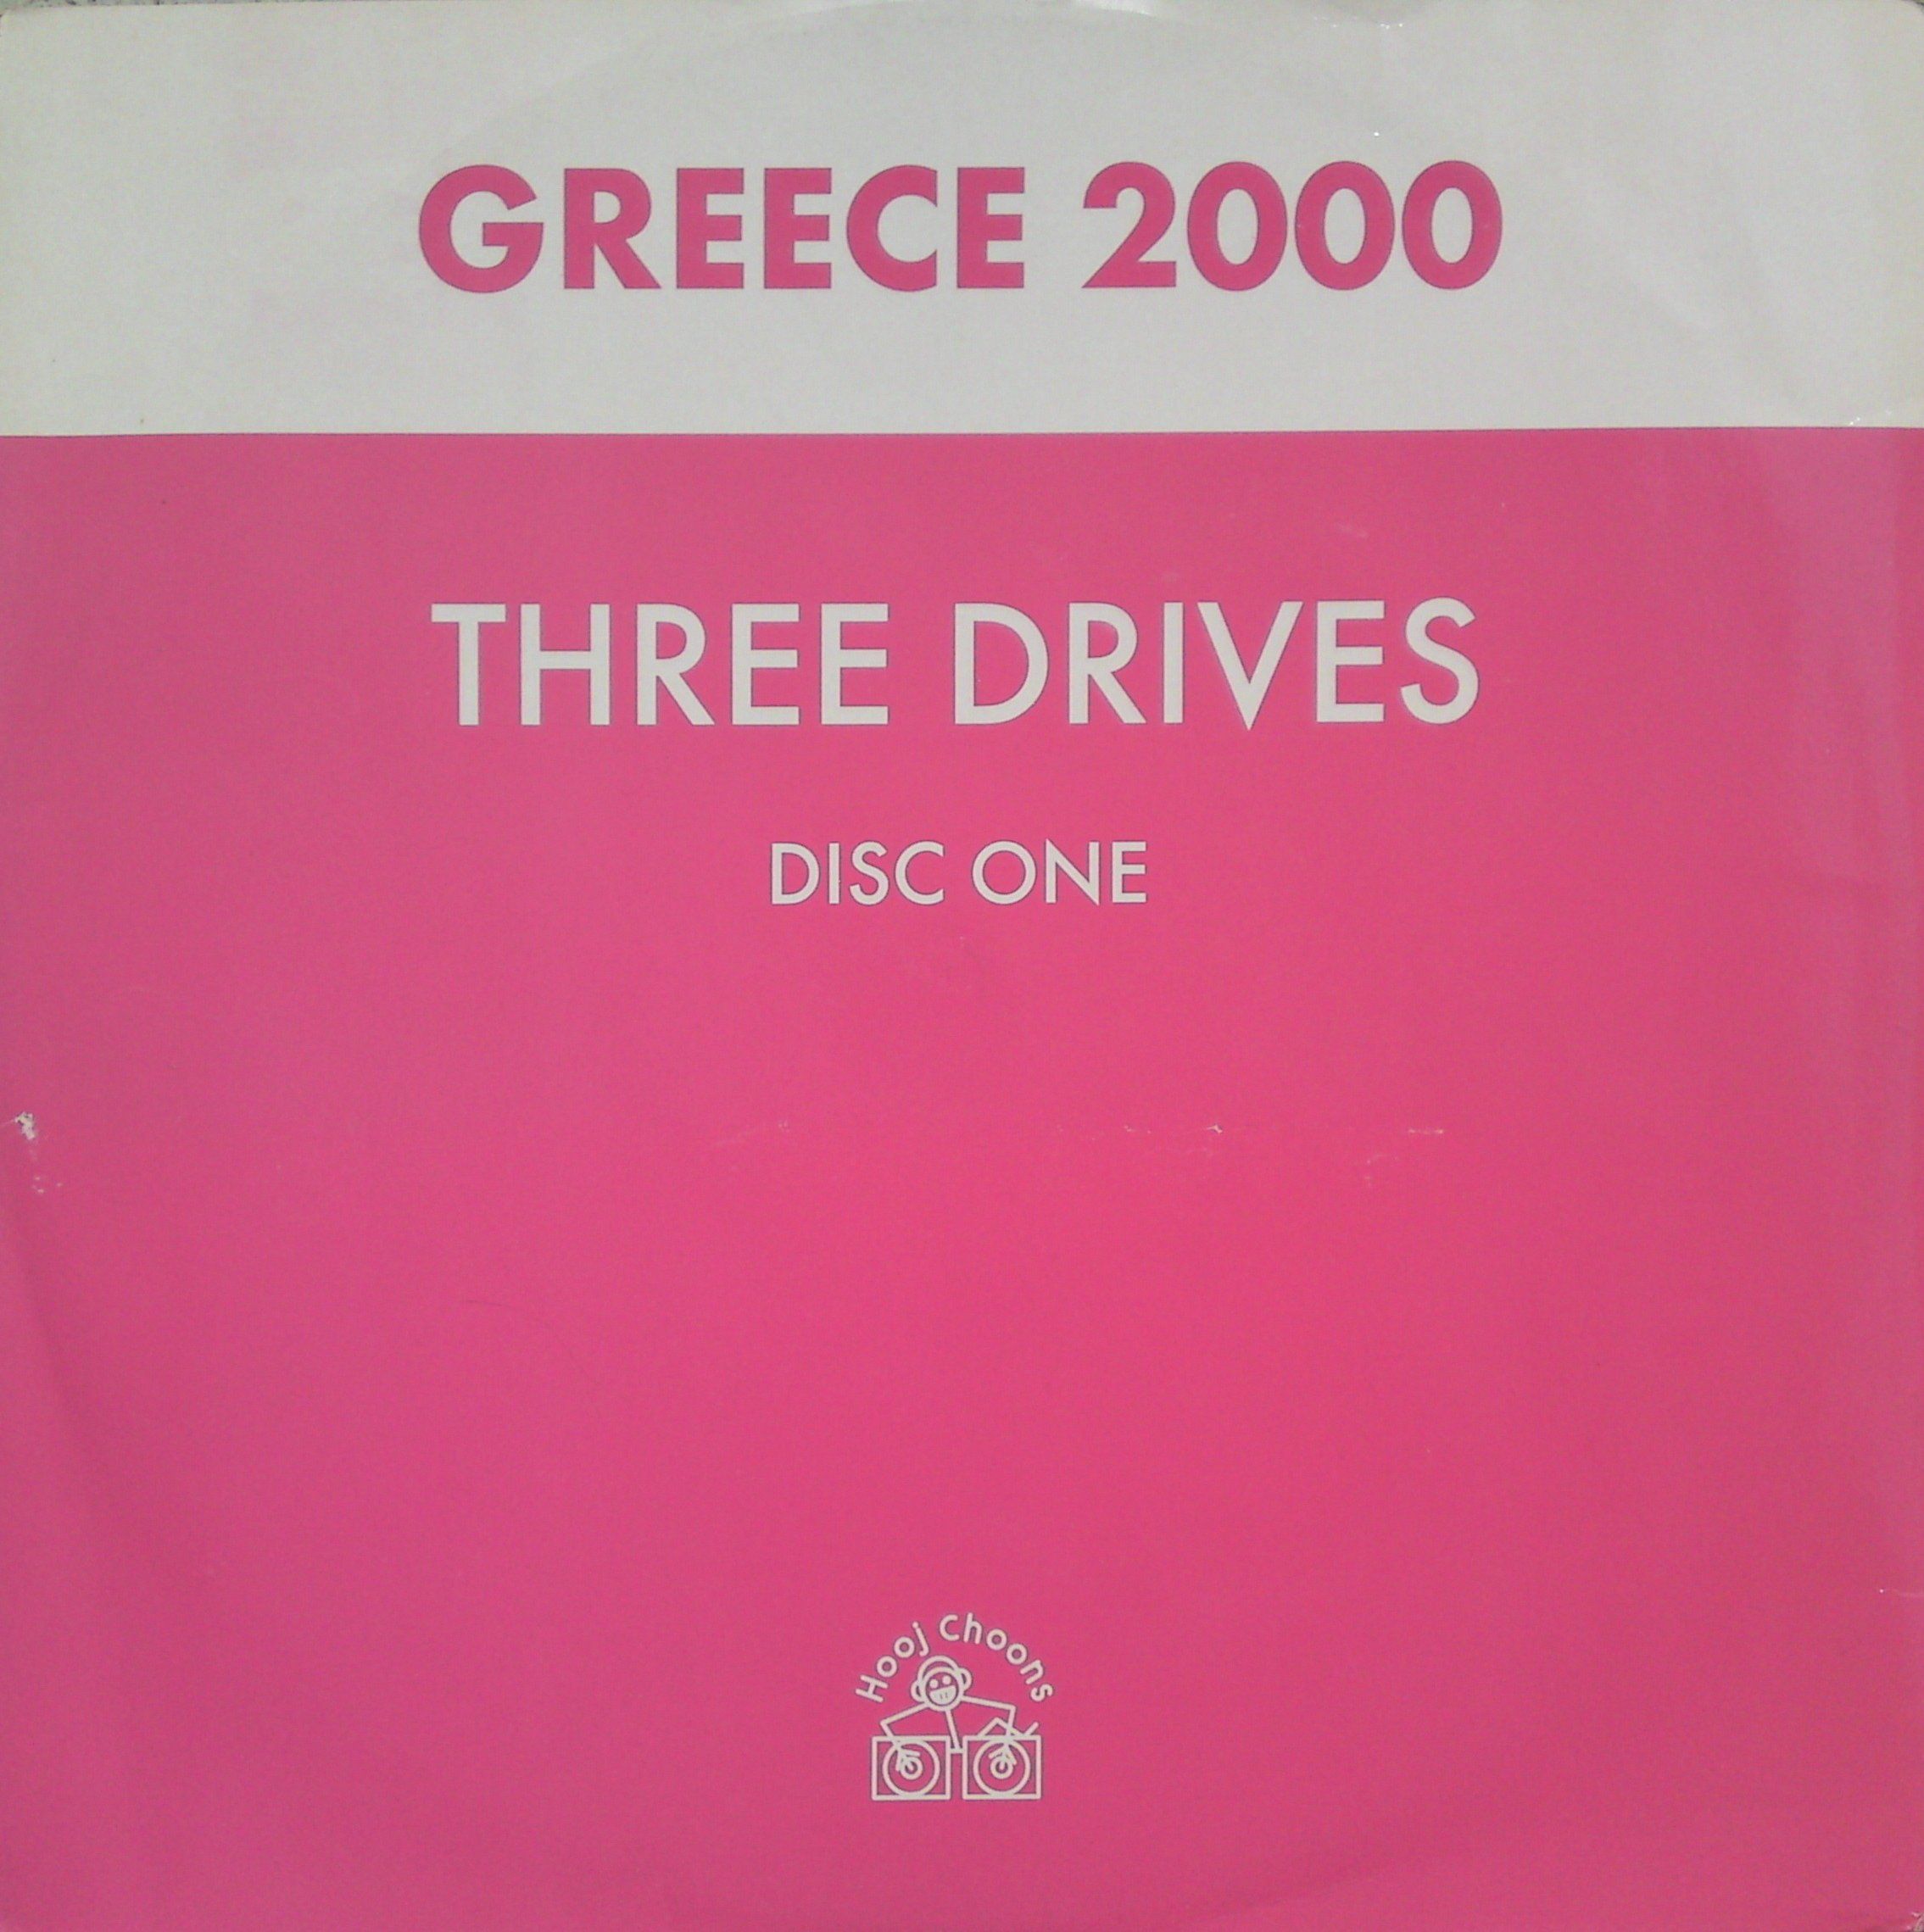 GREECE 2000
THREE DRIVES
DISC ONE
Hooj Choons